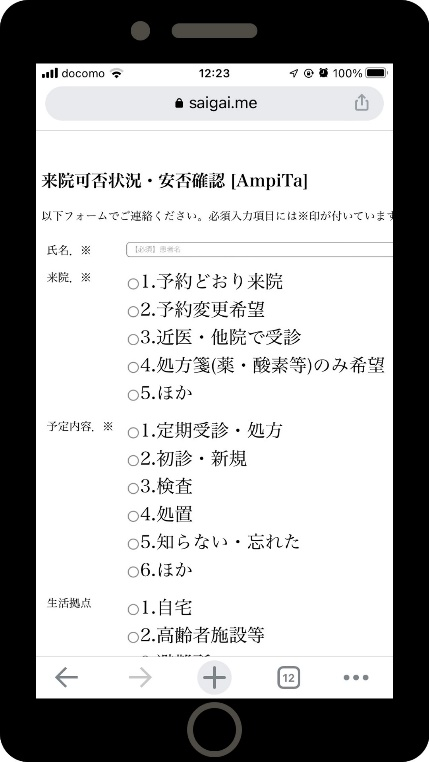 docomo 12:23 100%
saigai.me
来院可否状況・安否確認 [AmpiTa]
以下フォームでご連絡ください。必須入力項目には※印が付いています
氏名．※ 【必須】患者名
来院．※ 1.予約どおり来院
2.予約変更希望
3.近医・他院で受診
4.処方箋(薬・酸素等)のみ希望
5.ほか
予定内容．※ 1.定期受診・処方
2.初診・新規
3.検査
4.処置
5.知らない・忘れた
6.ほか
生活拠点 1.自宅
2.高齢者施設等
12